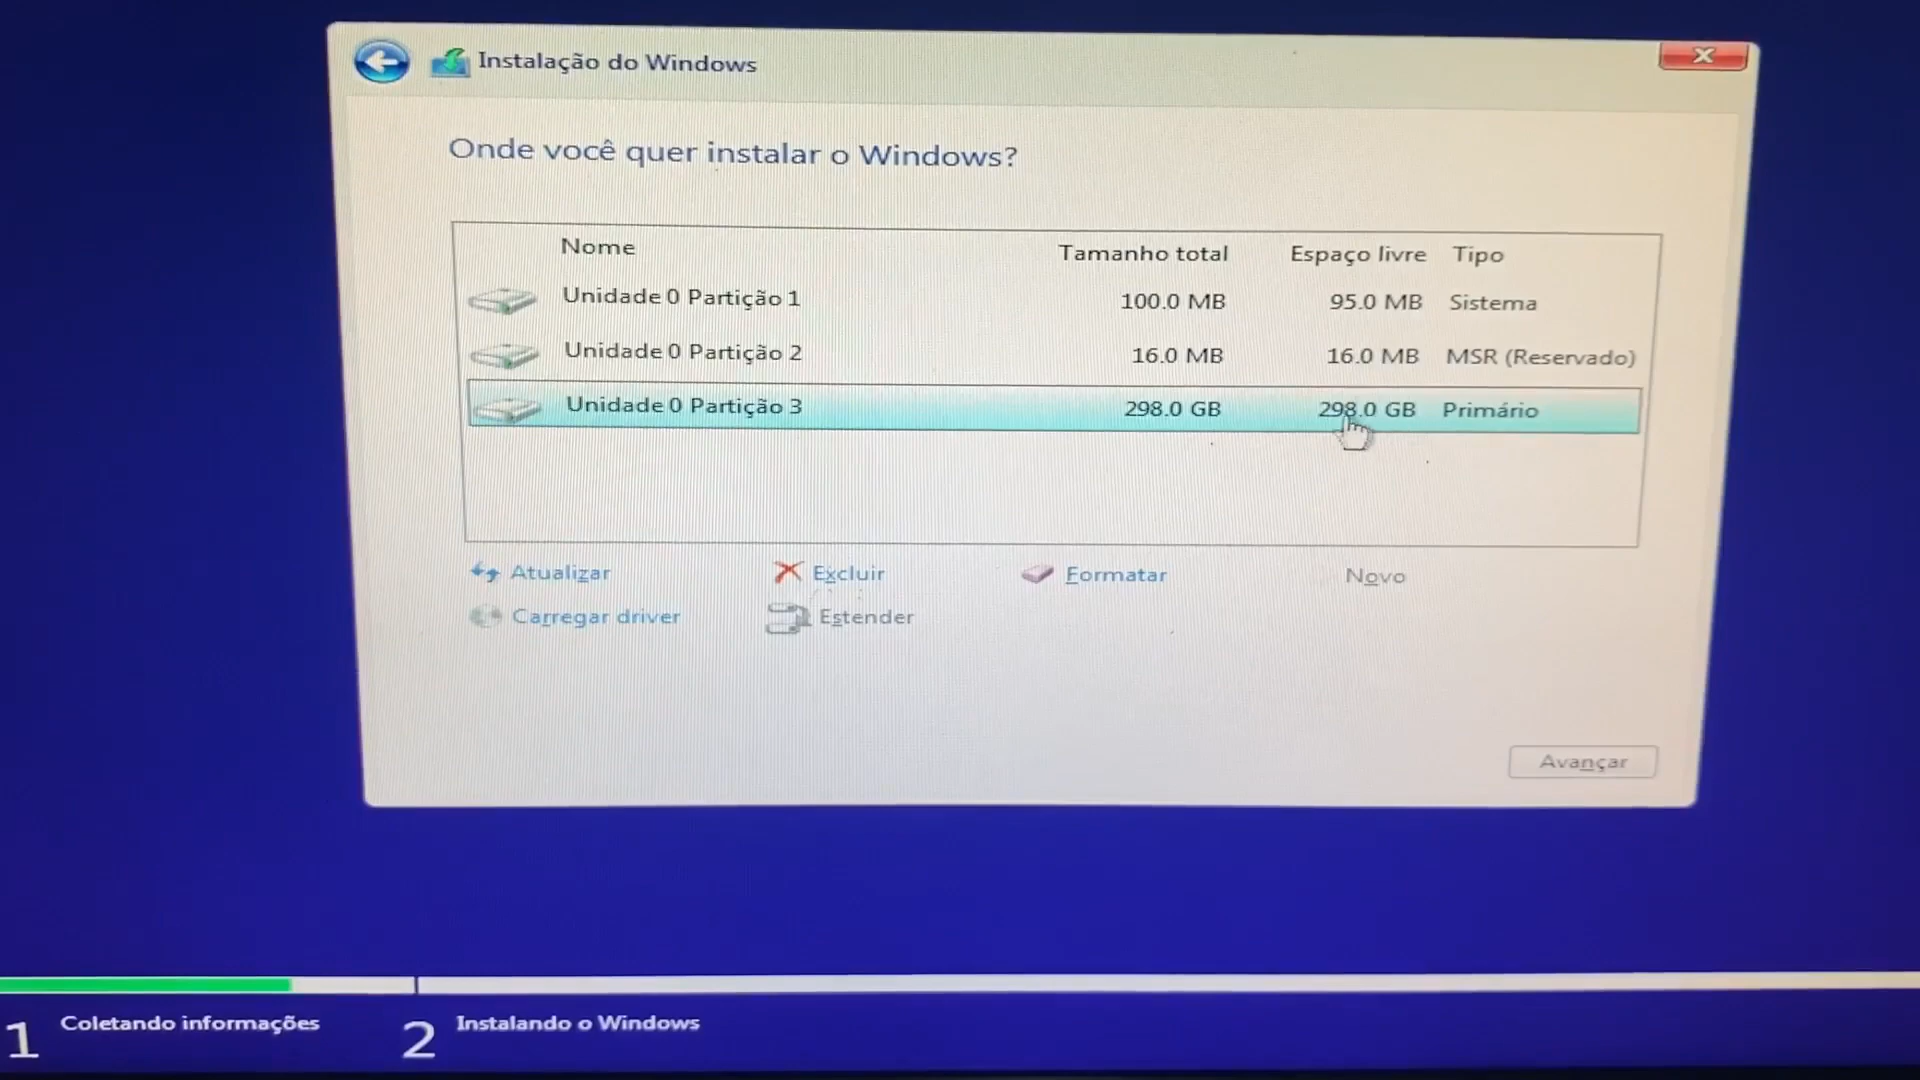 Instalação do Windows
Onde você quer instalar o Windows?
Nome Tamanho total Espaço livre Tipo
Unidade 0 Partição 1 100.0 MB 95.0 MB Sistema
Unidade 0 Partição 2 16.0 MB 16.0 MB MSR (Reservado)
Unidade 0 Partição 3 298.0 GB 298.0 GB Primário
Atualizar Excluir Formatar Novo
Carregar driver Estender
Avançar
1 Coletando informações 2 Instalando o Windows